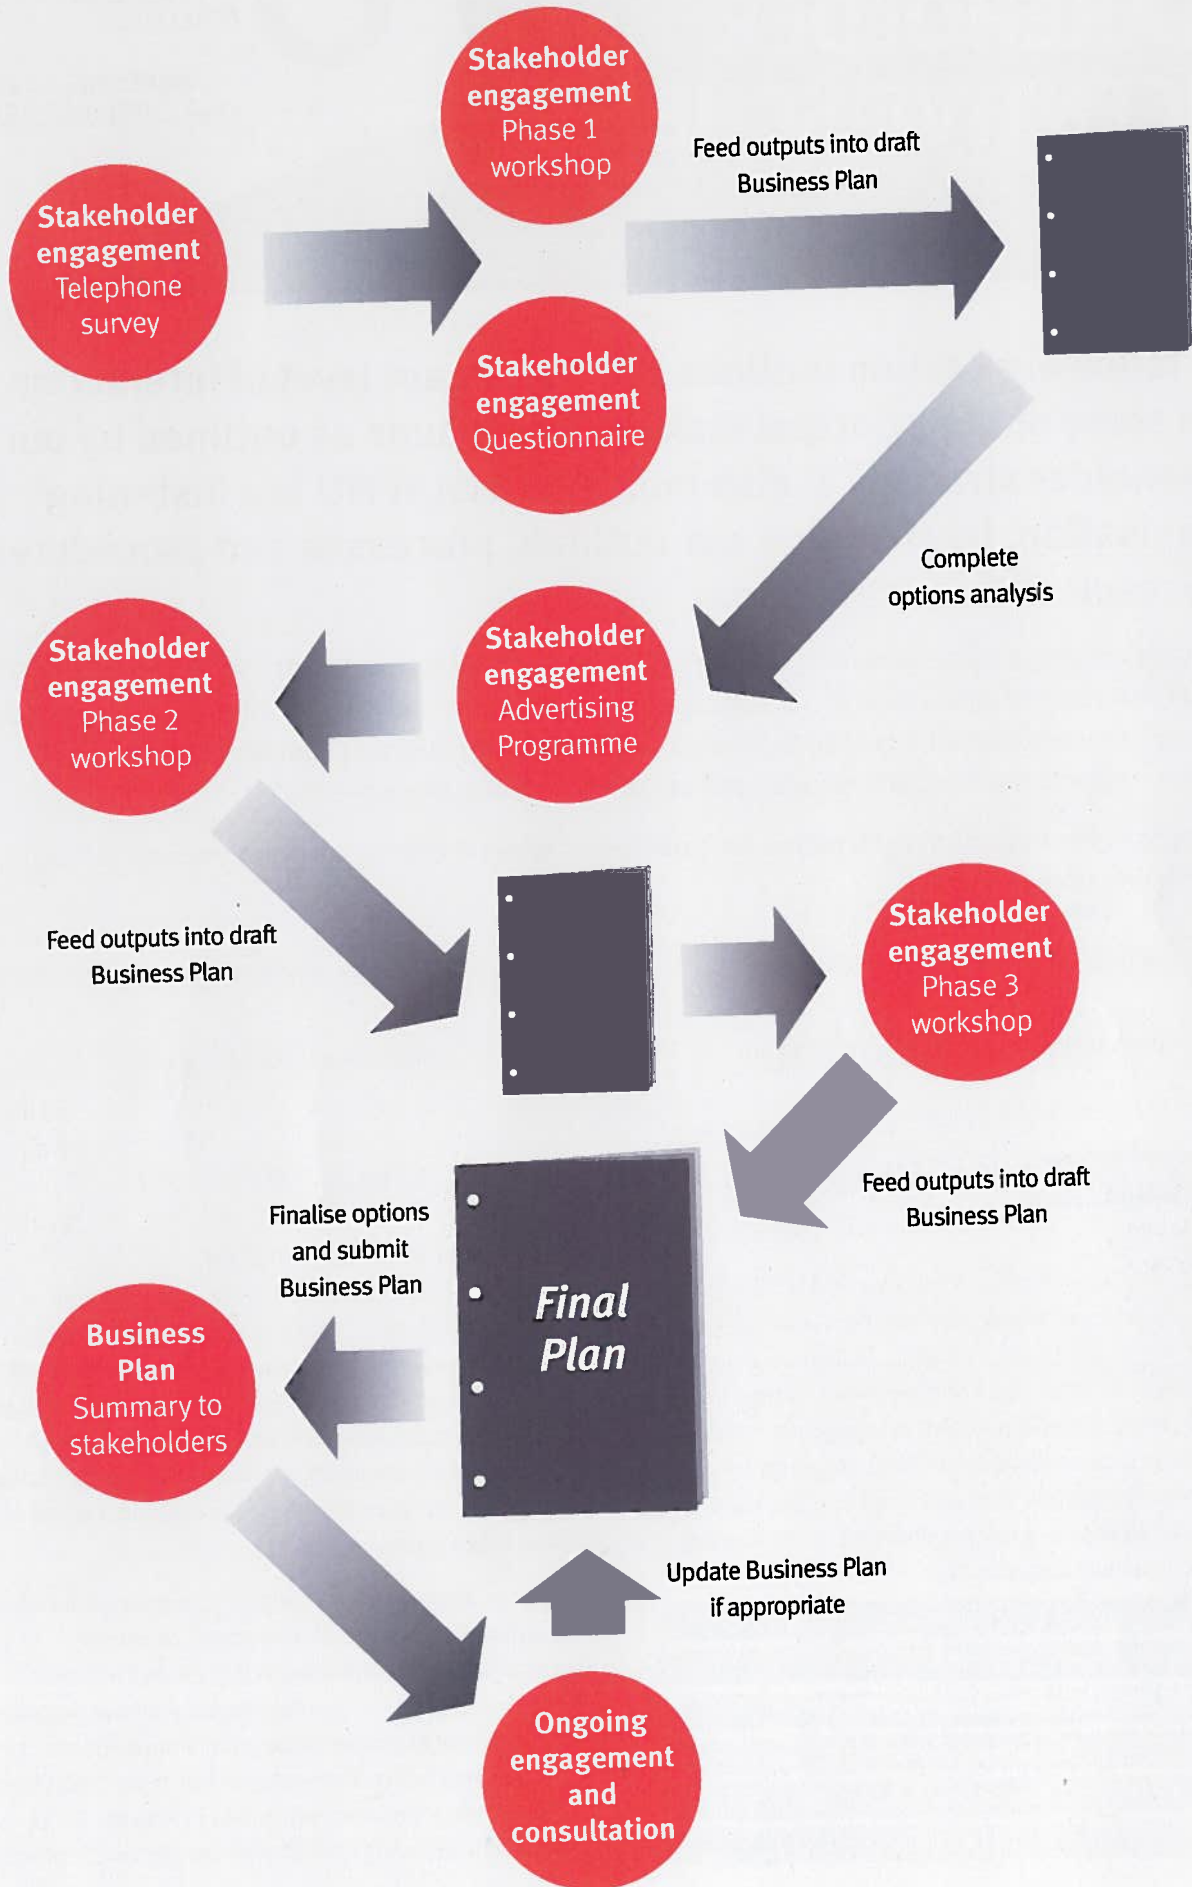 Stakeholder
engagement
Telephone
survey
Stakeholder
engagement
Phase 1
workshop
Stakeholder
engagement
Questionnaire
Feed outputs into draft
Business Plan
Complete
options analysis
Stakeholder
engagement
Advertising
Programme
Stakeholder
engagement
Phase 2
workshop
Feed outputs into draft
Business Plan
Stakeholder
engagement
Phase 3
workshop
Feed outputs into draft
Business Plan
Final
Plan
Finalise options
and submit
Business Plan
Business
Plan
Summary to
stakeholders
Ongoing
engagement
and
consultation
Update Business Plan
if appropriate